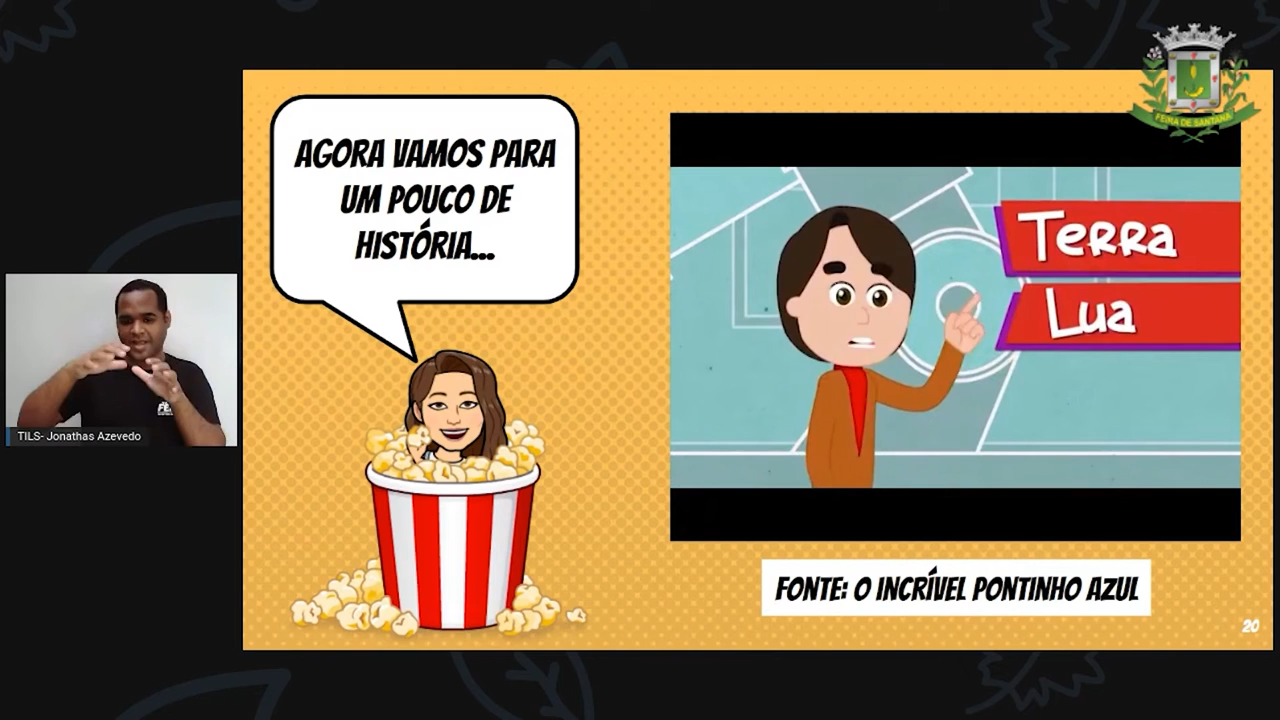 FEIRA DE SANTANA
AGORA VAMOS PARA
UM POUCO DE
HISTÓRIA...
Terra
Lua
TILS- Jonathas Azevedo
FONTE: O INCRÍVEL PONTINHO AZUL
20